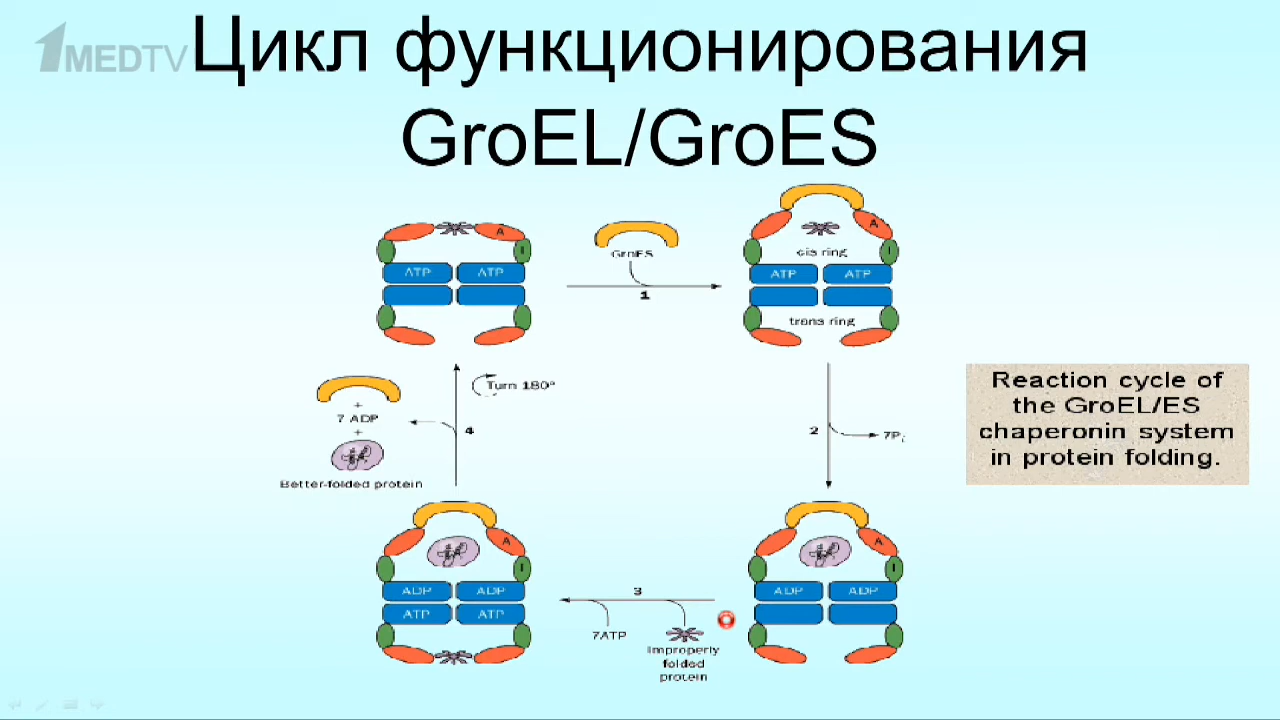 1MEDTV
Цикл функционирования
GroEL/GroES
A
I
ATP
ATP
GroES
1
A
cis ring
I
ATP
ATP
trans ring
Turn 180°
+
7 ADP
+
4
Better-folded protein
2
7Pi
Reaction cycle of
the GroEL/ES
chaperonin system
in protein folding.
A
I
ADP
ADP
ATP
ATP
3
7ATP
Improperly
folded
protein
A
I
ADP
ADP